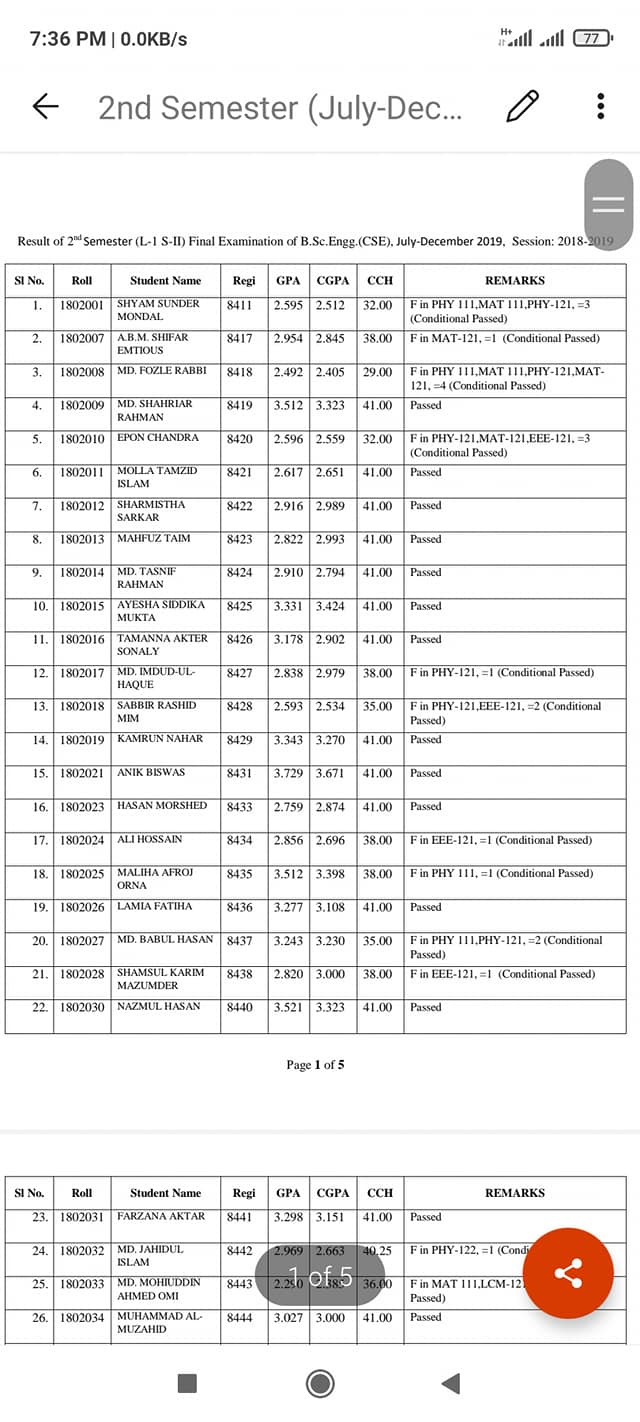 7:36 PM | 0.0KB/s H+ 77
2nd Semester (July-Dec...
Result of 2nd Semester (L-1 S-II) Final Examination of B.Sc.Engg.(CSE), July-December 2019, Session: 2018-2019
Sl No. Roll Student Name Regi GPA CGPA CCH REMARKS
1. 1802001 SHYAM SUNDER 8411 2.595 2.512 32.00 F in PHY 111,MAT 111,PHY-121, =3
MONDAL (Conditional Passed)
2. 1802007 A.B.M. SHIFAR 8417 2.954 2.845 38.00 F in MAT-121, =1 (Conditional Passed)
EMTIOUS
3. 1802008 MD. FOZLE RABBI 8418 2.492 2.405 29.00 F in PHY 111,MAT 111,PHY-121,MAT-
121, =4 (Conditional Passed)
4. 1802009 MD. SHAHRIAR 8419 3.512 3.323 41.00 Passed
RAHMAN
5. 1802010 EPON CHANDRA 8420 2.596 2.559 32.00 F in PHY-121,MAT-121,EEE-121, =3
(Conditional Passed)
6. 1802011 MOLLA TAMZID 8421 2.617 2.651 41.00 Passed
ISLAM
7. 1802012 SHARMISTHA 8422 2.916 2.989 41.00 Passed
SARKAR
8. 1802013 MAHFUZ TAIM 8423 2.822 2.993 41.00 Passed
9. 1802014 MD. TASNIF 8424 2.910 2.794 41.00 Passed
RAHMAN
10. 1802015 AYESHA SIDDIKA 8425 3.331 3.424 41.00 Passed
MUKTA
11. 1802016 TAMANNA AKTER 8426 3.178 2.902 41.00 Passed
SONALY
12. 1802017 MD. IMDUD-UL- 8427 2.838 2.979 38.00 F in PHY-121, =1 (Conditional Passed)
HAQUE
13. 1802018 SABBIR RASHID 8428 2.593 2.534 35.00 F in PHY-121,EEE-121, =2 (Conditional
MIM Passed)
14. 1802019 KAMRUN NAHAR 8429 3.343 3.270 41.00 Passed
15. 1802021 ANIK BISWAS 8431 3.729 3.671 41.00 Passed
16. 1802023 HASAN MORSHED 8433 2.759 2.874 41.00 Passed
17. 1802024 ALI HOSSAIN 8434 2.856 2.696 38.00 F in EEE-121, =1 (Conditional Passed)
18. 1802025 MALIHA AFROJ 8435 3.512 3.398 38.00 F in PHY 111, =1 (Conditional Passed)
ORNA
19. 1802026 LAMIA FATIHA 8436 3.277 3.108 41.00 Passed
20. 1802027 MD. BABUL HASAN 8437 3.243 3.230 35.00 F in PHY 111,PHY-121, =2 (Conditional
Passed)
21. 1802028 SHAMSUL KARIM 8438 2.820 3.000 38.00 F in EEE-121, =1 (Conditional Passed)
MAZUMDER
22. 1802030 NAZMUL HASAN 8440 3.521 3.323 41.00 Passed
Page 1 of 5
Sl No. Roll Student Name Regi GPA CGPA CCH REMARKS
23. 1802031 FARZANA AKTAR 8441 3.298 3.151 41.00 Passed
24. 1802032 MD. JAHIDUL 8442 2.969 2.663 40.25 F in PHY-122, =1 (Condi
ISLAM
1 of 5
25. 1802033 MD. MOHIUDDIN 8443 36.00 F in MAT 111,LCM-12
AHMED OMI Passed)
26. 1802034 MUHAMMAD AL- 8444 3.027 3.000 41.00 Passed
MUZAHID